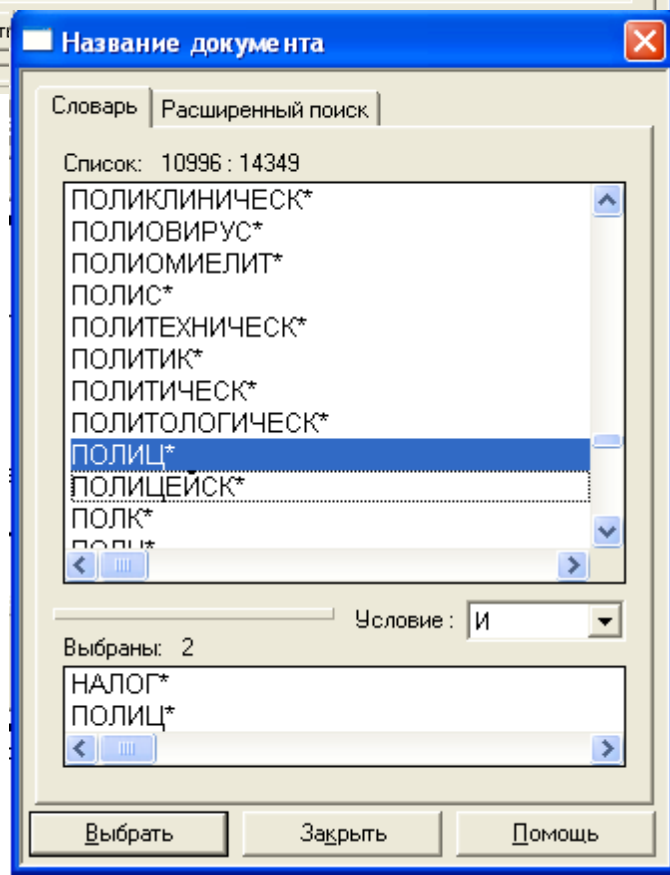 Название документа
Словарь Расширенный поиск
Список: 10996 : 14349
ПОЛИКЛИНИЧЕСК*
ПОЛИОВИРУС*
ПОЛИОМИЕЛИТ*
ПОЛИС*
ПОЛИТЕХНИЧЕСК*
ПОЛИТИК*
ПОЛИТИЧЕСК*
ПОЛИТОЛОГИЧЕСК*
ПОЛИЦ*
ПОЛИЦЕЙСК*
ПОЛК*
Условие : И
Выбраны: 2
НАЛОГ*
ПОЛИЦ*
Выбрать Закрыть Помощь